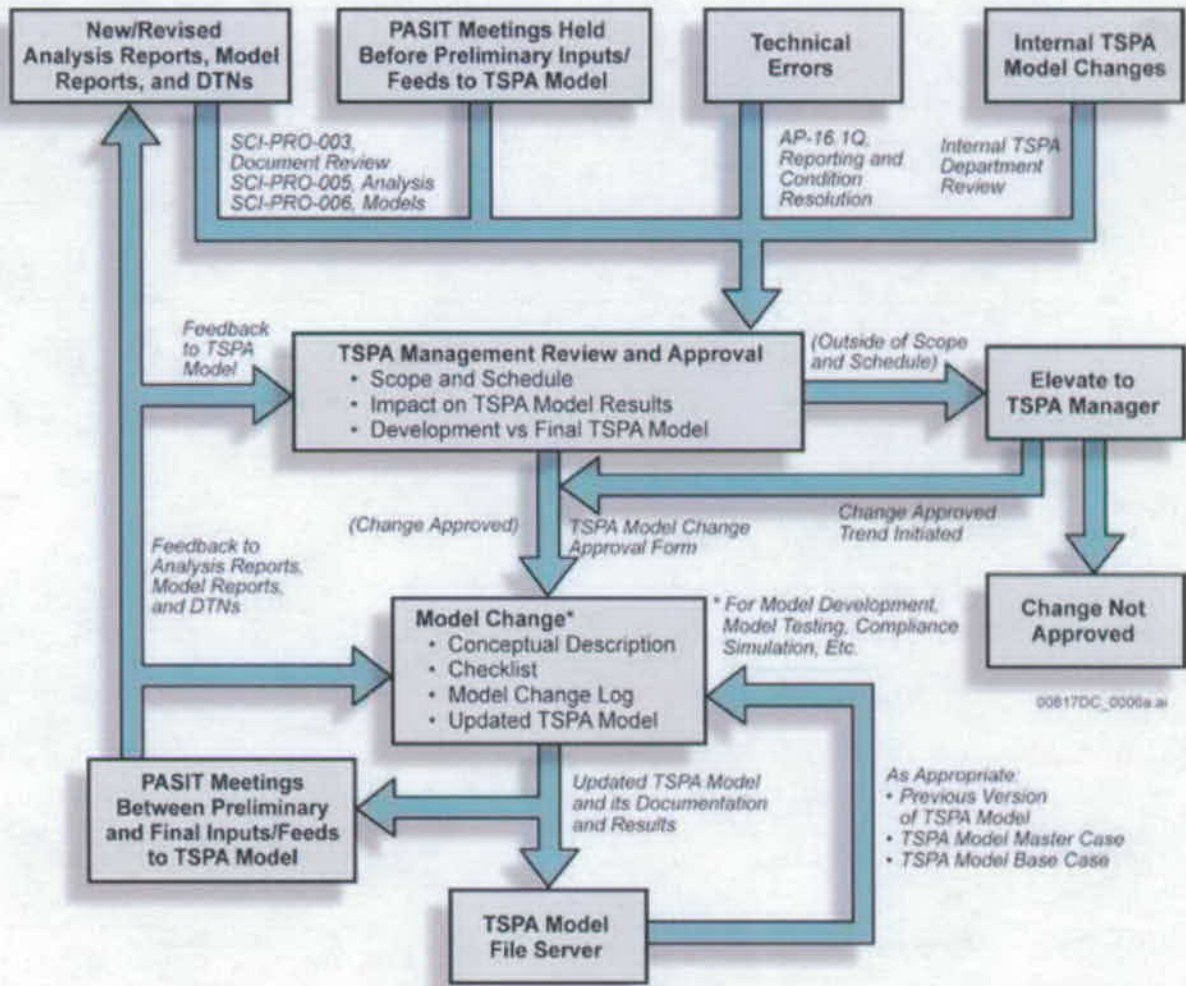 New/Revised
Analysis Reports, Model
Reports, and DTNs
PASIT Meetings Held
Before Preliminary Inputs/
Feeds to TSPA Model
Technical
Errors
Internal TSPA
Model Changes
SCI-PRO-003,
Document Review
SCI-PRO-005, Analysis
SCI-PRO-006, Models
AP-16.1Q,
Reporting and
Condition
Resolution
Internal TSPA
Department
Review
Feedback
to TSPA
Model
TSPA Management Review and Approval
• Scope and Schedule
• Impact on TSPA Model Results
• Development vs Final TSPA Model
(Outside of Scope
and Schedule)
Elevate to
TSPA Manager
(Change Approved)
TSPA Model Change
Approval Form
Change Approved
Trend Initiated
Change Not
Approved
Feedback to
Analysis Reports,
Model Reports,
and DTNs
Model Change*
• Conceptual Description
• Checklist
• Model Change Log
• Updated TSPA Model
* For Model Development,
Model Testing, Compliance
Simulation, Etc.
PASIT Meetings
Between Preliminary
and Final Inputs/Feeds
to TSPA Model
Updated TSPA Model
and its Documentation
and Results
As Appropriate:
• Previous Version
of TSPA Model
• TSPA Model Master Case
• TSPA Model Base Case
TSPA Model
File Server